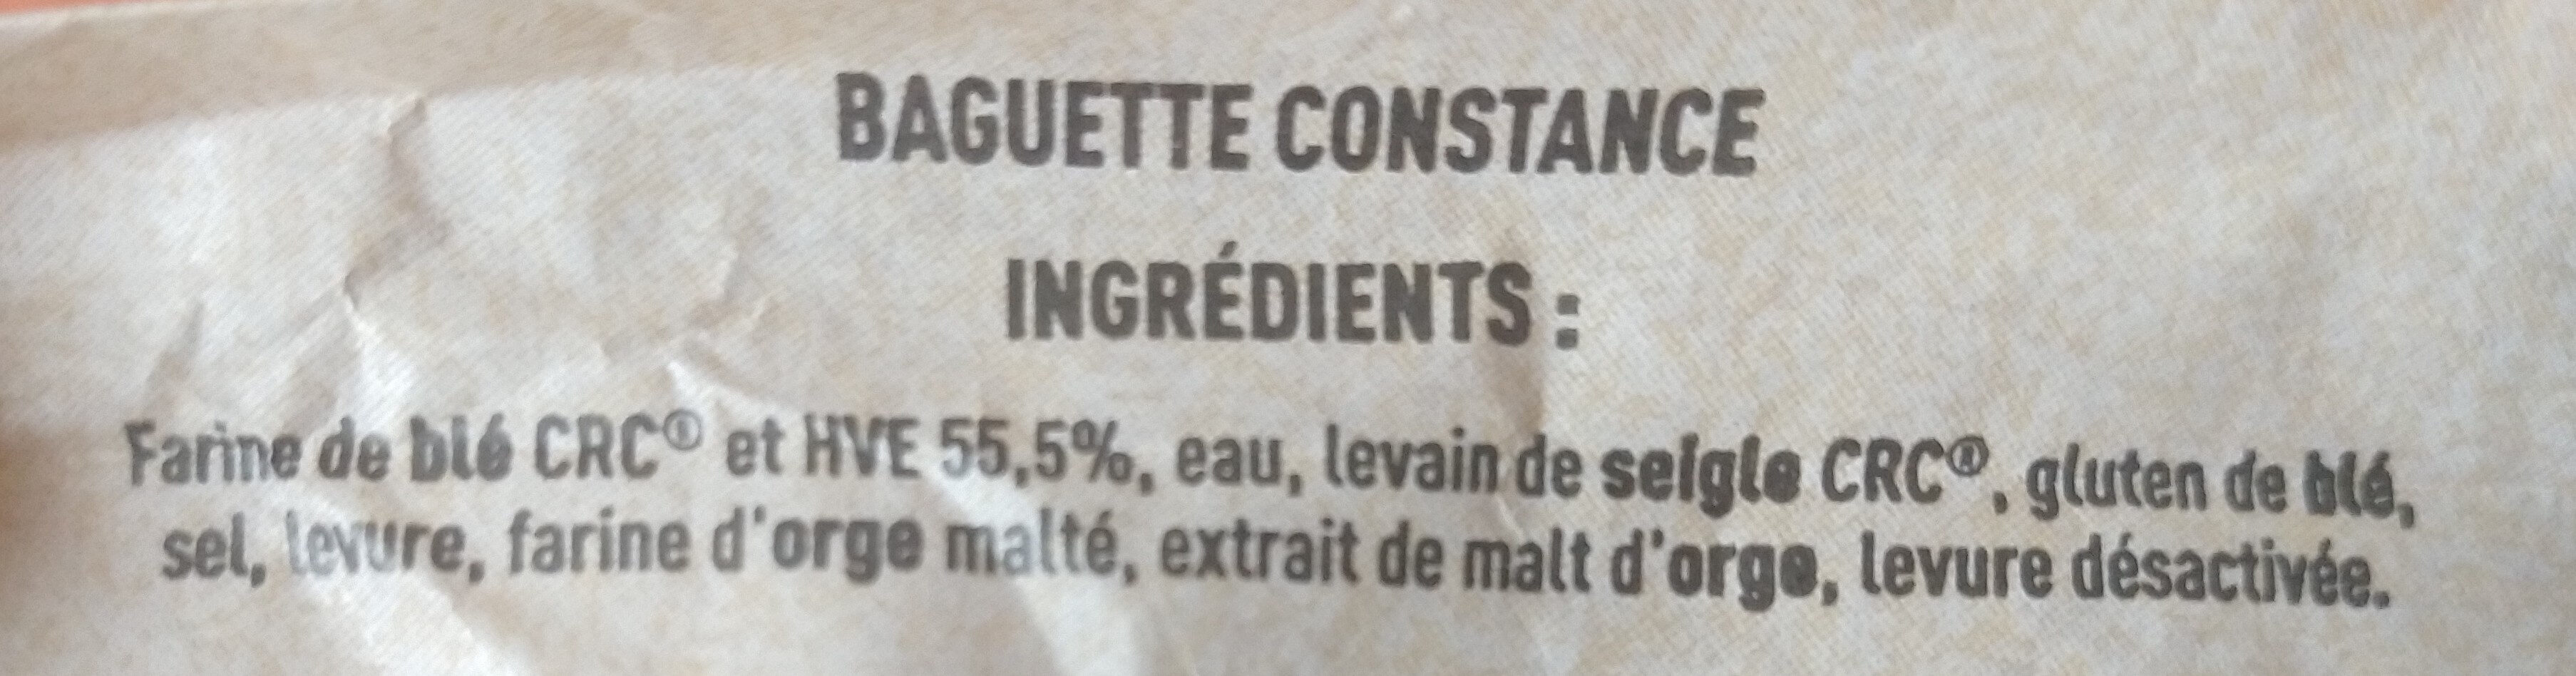 BAGUETTE CONSTANCE
INGRÉDIENTS :
Farine de blé CRC® et HVE 55,5%, eau, levain de seigle CRC®, gluten de blé,
sel, levure, farine d'orge malté, extrait de malt d'orge, levure désactivée.